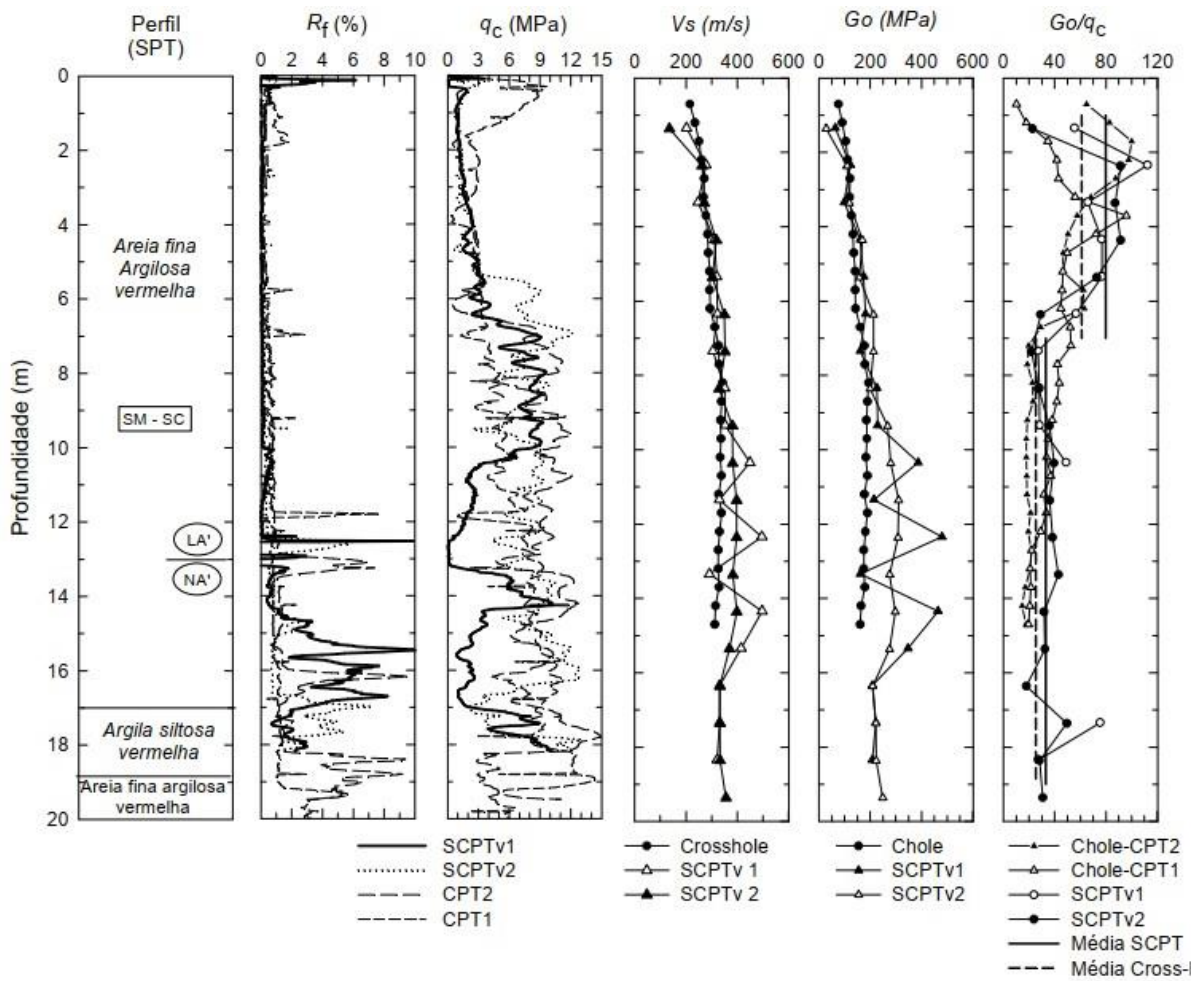 Perfil
(SPT)
Rf (%)
qc (MPa)
Vs (m/s)
Go (MPa)
Go/qc
0 2 4 6 8 10
0 3 6 9 12 15
200 400 600
0 200 400 600
0 40 80 120
Profundidade (m)
0
2
4
6
8
10
12
14
16
18
20
Areia fina
Argilosa
vermelha
SM - SC
LA'
NA'
Argila siltosa
vermelha
Areia fina argilosa
vermelha
SCPTv1
SCPTv2
CPT2
CPT1
Crosshole
SCPTv 1
SCPTv 2
Chole
SCPTv1
SCPTv2
Chole-CPT2
Chole-CPT1
SCPTv1
SCPTv2
Média SCPT
Média Cross-